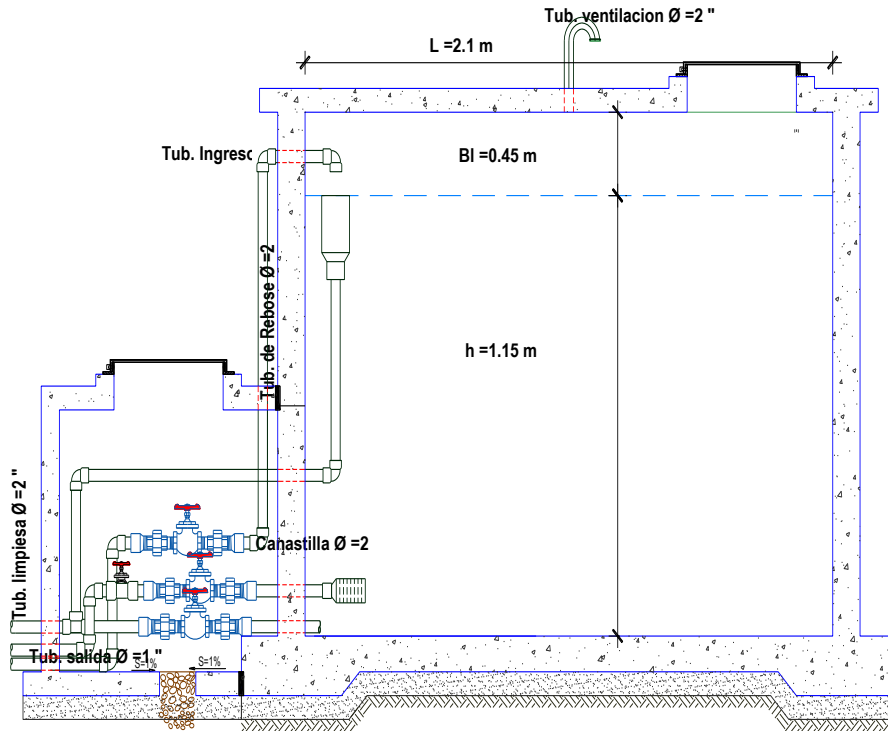 Tub. ventilacion Ø =2 "
L =2.1 m
Tub. Ingreso
Bl =0.45 m
Tub. de Rebose Ø =2
h =1.15 m
Tub. limpiesa Ø =2 "
Canastilla Ø =2
Tub. salida Ø =1 "
S=1%
S=1%